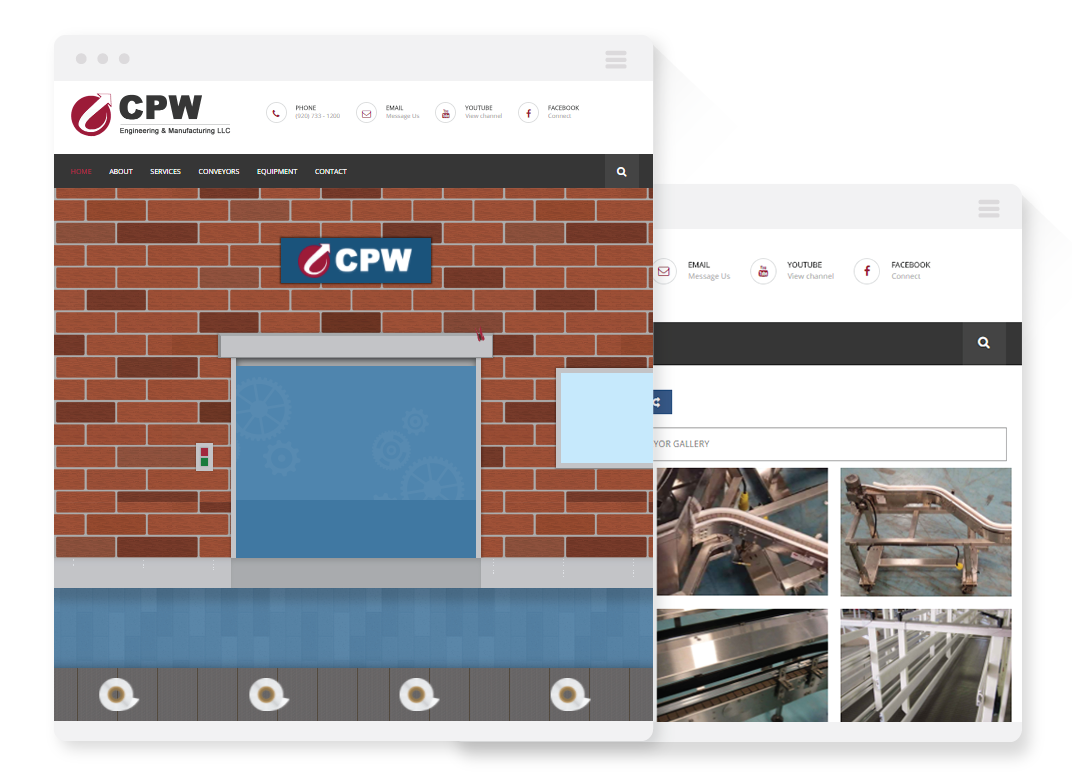 CPW
Engineering & Manufacturing LLC
PHONE
(920) 733 - 1200
EMAIL
Message Us
YOUTUBE
View channel
FACEBOOK
Connect
HOME ABOUT SERVICES CONVEYORS EQUIPMENT CONTACT
CPW
EMAIL
Message Us
YOUTUBE
View channel
FACEBOOK
Connect
YOR GALLERY